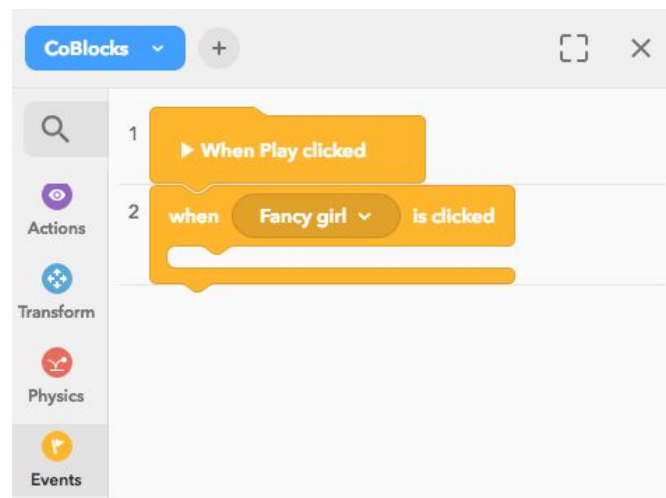 CoBlocks
1 When Play clicked
Actions
2 when Fancy girl is clicked
Transform
Physics
Events